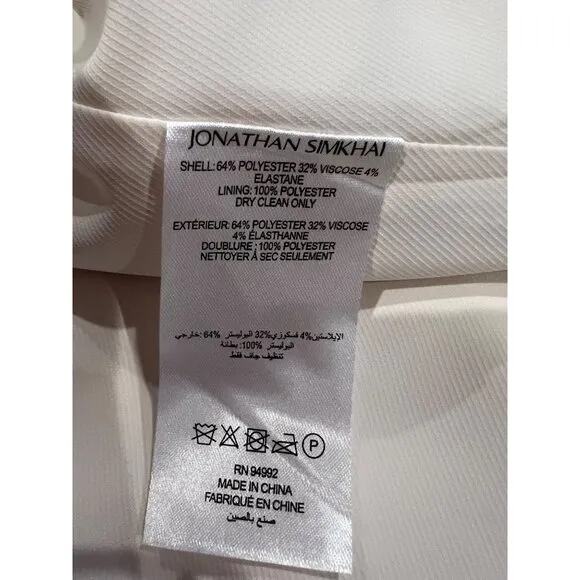 JONATHAN SIMKHAI
SHELL: 64% POLYESTER 32% VISCOSE 4%
ELASTANE
LINING: 100% POLYESTER
DRY CLEAN ONLY
EXTÉRIEUR: 64% POLYESTER 32% VISCOSE
4% ÉLASTHANNE
DOUBLURE : 100% POLYESTER
NETTOYER À SEC SEULEMENT
الإيلاستين 4% فسكوزي 32% البوليستر 64% :خارجي
البوليستر 100% :بطانة
تنظيف جاف فقط
P
RN 94992
MADE IN CHINA
FABRIQUÉ EN CHINE
صنع بالصين